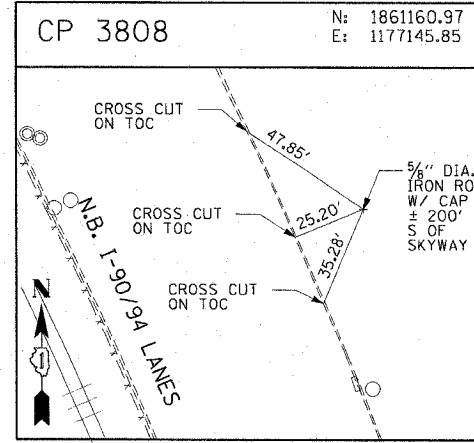 CP 3808
N: 1861160.97
E: 1177145.85
CROSS CUT
ON TOC
47.85'
5/8" DIA.
IRON RO
W/ CAP
± 200'
S OF
SKYWAY
CROSS CUT
ON TOC
25.20'
35.28'
CROSS CUT
ON TOC
N.B. I-90/94 LANES
N